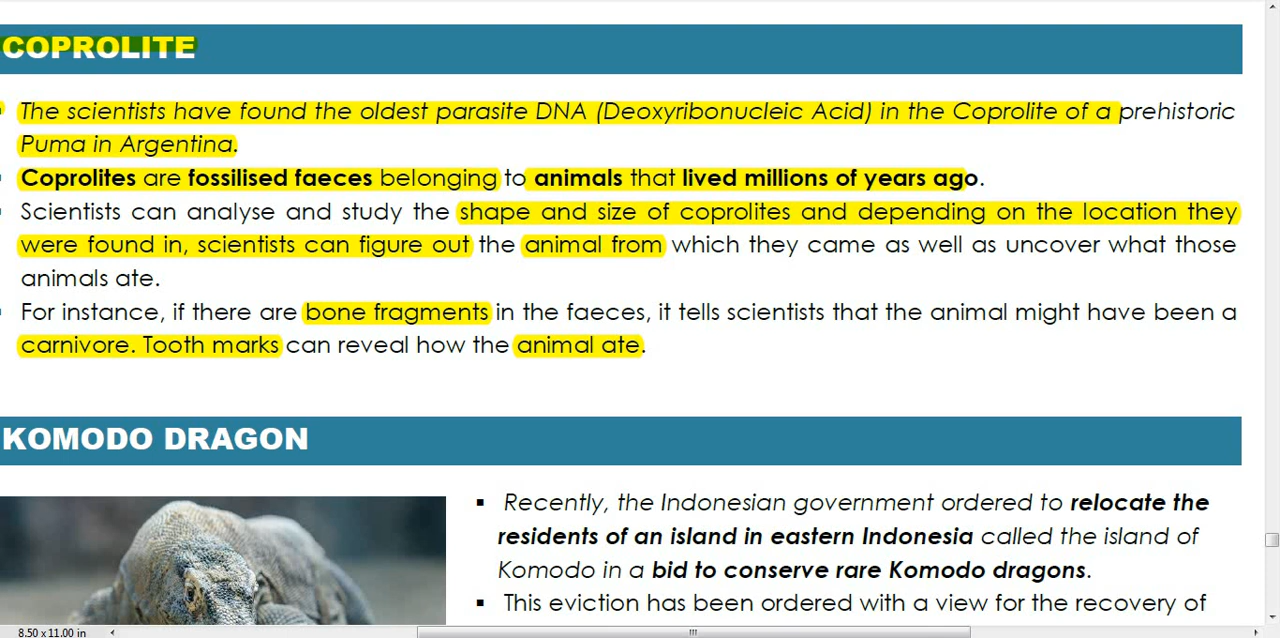 COPROLITE
The scientists have found the oldest parasite DNA (Deoxyribonucleic Acid) in the Coprolite of a prehistoric
Puma in Argentina.
Coprolites are fossilised faeces belonging to animals that lived millions of years ago.
Scientists can analyse and study the shape and size of coprolites and depending on the location they
were found in, scientists can figure out the animal from which they came as well as uncover what those
animals ate.
For instance, if there are bone fragments in the faeces, it tells scientists that the animal might have been a
carnivore. Tooth marks can reveal how the animal ate.
KOMODO DRAGON
▪ Recently, the Indonesian government ordered to relocate the
residents of an island in eastern Indonesia called the island of
Komodo in a bid to conserve rare Komodo dragons.
▪ This eviction has been ordered with a view for the recovery of
8.50 x 11.00 in